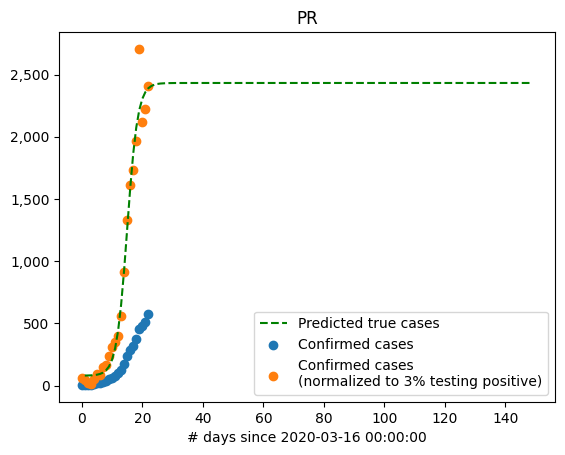 PR
2,500
2,000
1,500
1,000
500
0
0 20 40 60 80 100 120 140
# days since 2020-03-16 00:00:00
Predicted true cases
Confirmed cases
Confirmed cases
(normalized to 3% testing positive)